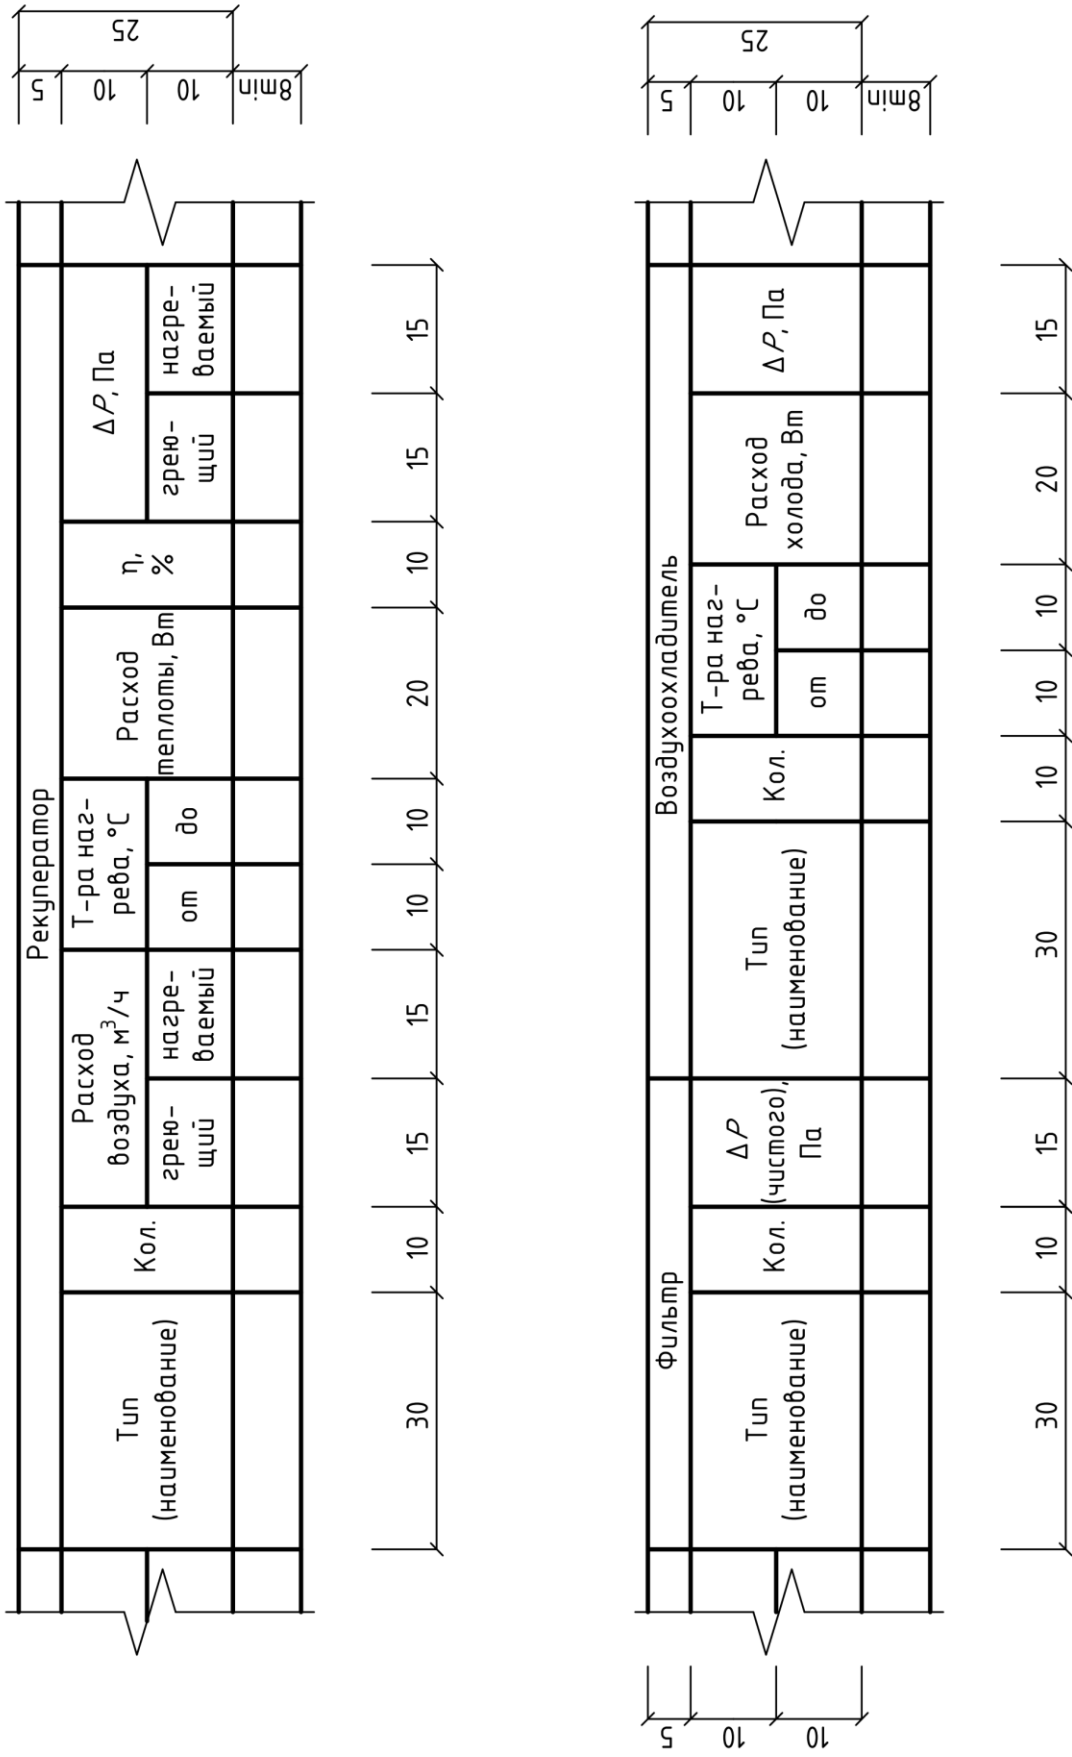 Рекуператор
Тип
(наименование)
Кол.
Расход
воздуха, м³/ч
грею-
щий
нагре-
ваемый
Т-ра наг-
рева, °С
от
до
Расход
теплоты, Вт
η,
%
ΔP, Па
грею-
щий
нагре-
ваемый
5
10
10
25
8min
30
10
15
15
10
10
20
10
15
15
Фильтр
Тип
(наименование)
Кол.
ΔP
(чистого),
Па
Воздухоохладитель
Тип
(наименование)
Кол.
Т-ра наг-
рева, °С
от
до
Расход
холода, Вт
ΔP, Па
5
10
10
5
10
10
25
8min
30
10
15
30
10
10
10
20
15